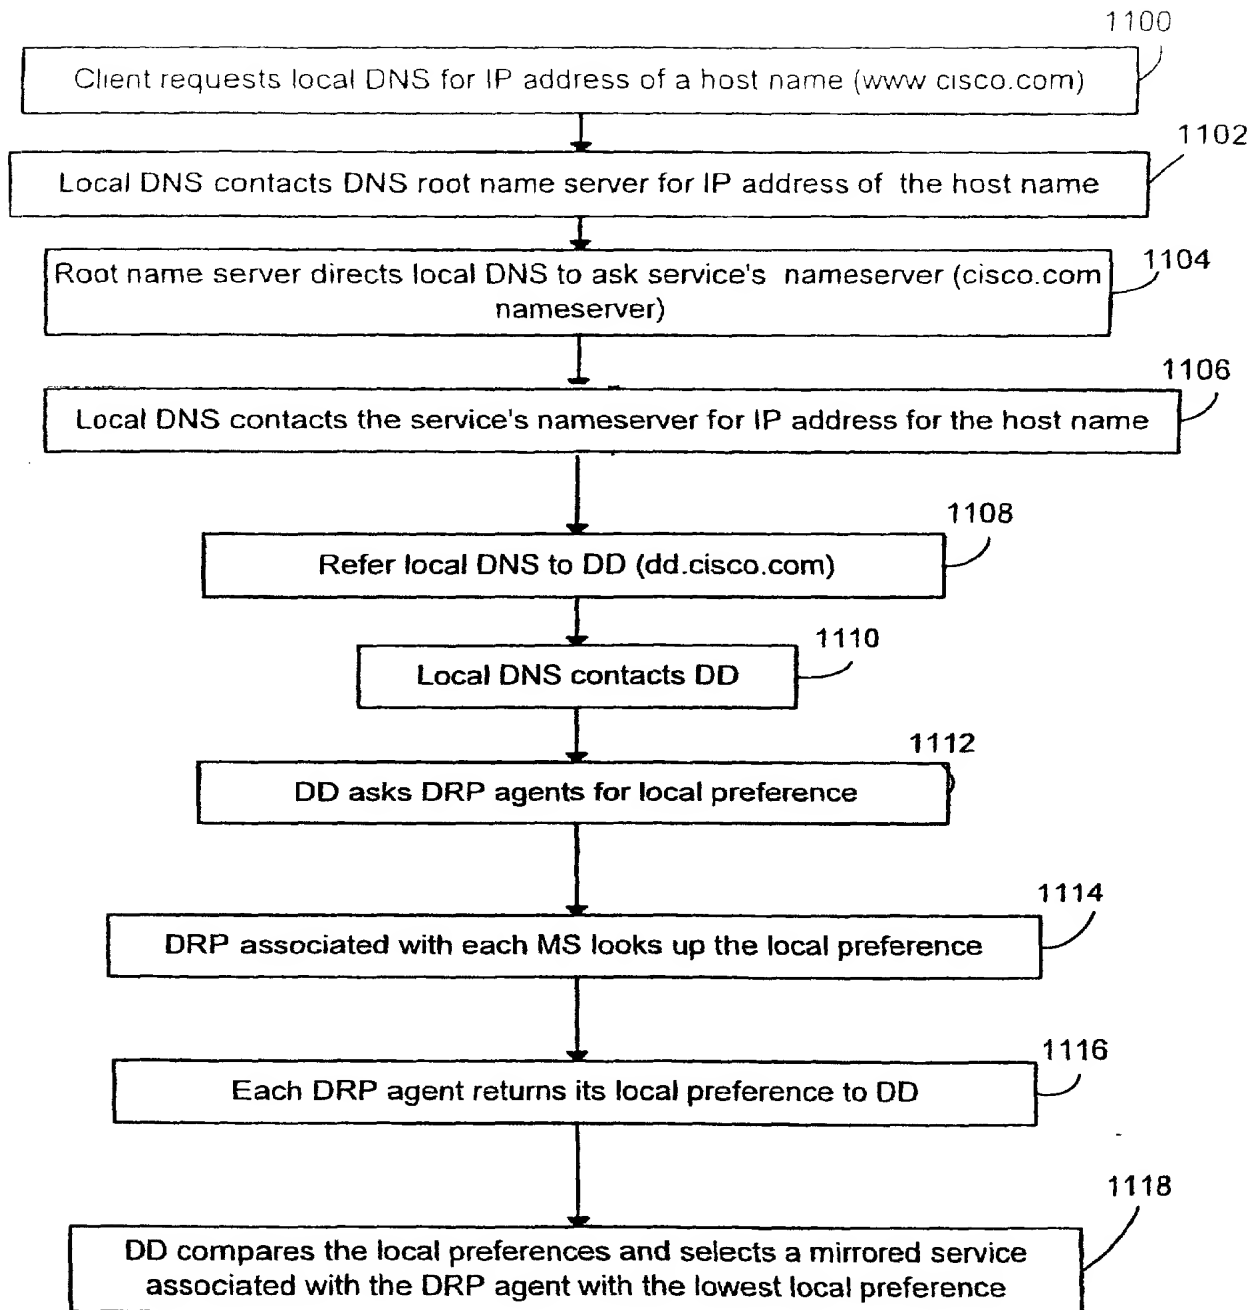 1100
Client requests local DNS for IP address of a host name (www cisco.com)
1102
Local DNS contacts DNS root name server for IP address of the host name
1104
Root name server directs local DNS to ask service's nameserver (cisco.com
nameserver)
1106
Local DNS contacts the service's nameserver for IP address for the host name
1108
Refer local DNS to DD (dd.cisco.com)
1110
Local DNS contacts DD
1112
DD asks DRP agents for local preference
1114
DRP associated with each MS looks up the local preference
1116
Each DRP agent returns its local preference to DD
1118
DD compares the local preferences and selects a mirrored service
associated with the DRP agent with the lowest local preference